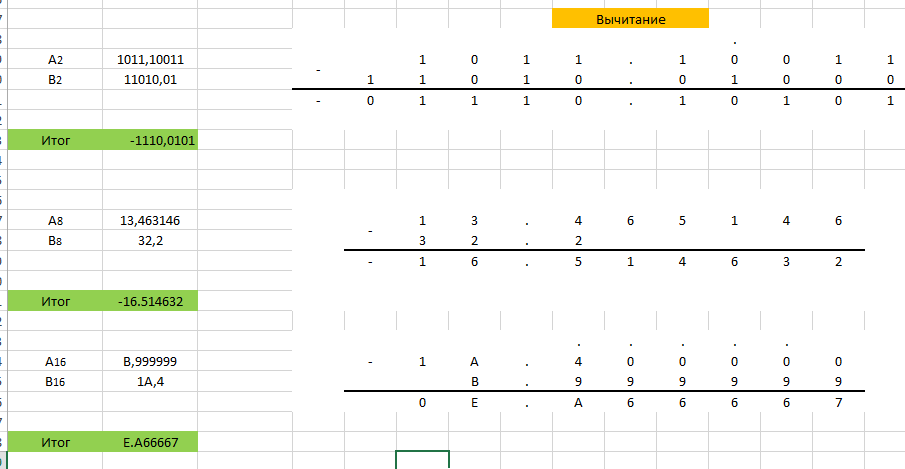 Вычитание
.
A2 1011,10011 - 1 0 1 1 . 1 0 0 1 1
B2 11010,01 1 1 0 1 0 . 0 1 0 0 0
- 0 1 1 1 0 . 1 0 1 0 1
Итог -1110,0101
A8 13,463146 - 1 3 . 4 6 5 1 4 6
B8 32,2 3 2 . 2
- 1 6 . 5 1 4 6 3 2
Итог -16.514632
. . . . .
A16 B,999999 - 1 A . 4 0 0 0 0 0
B16 1A,4 B . 9 9 9 9 9 9
0 E . A 6 6 6 6 7
Итог E.A66667